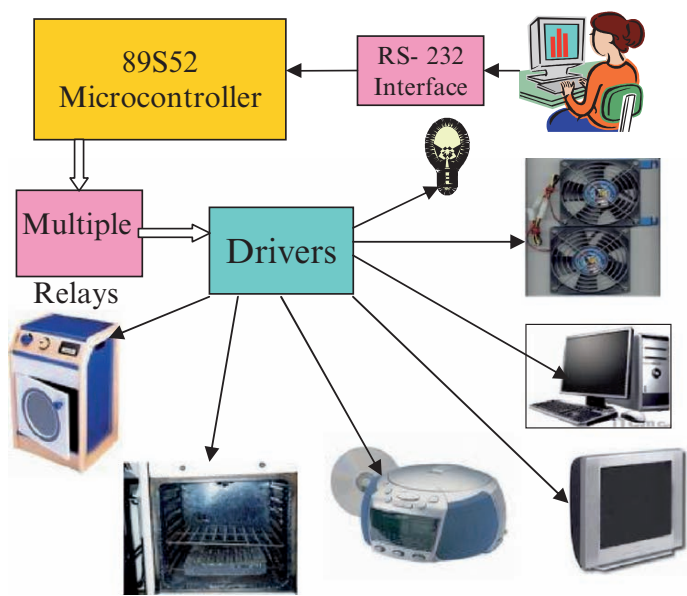 89S52
Microcontroller
RS- 232
Interface
Multiple
Relays
Drivers